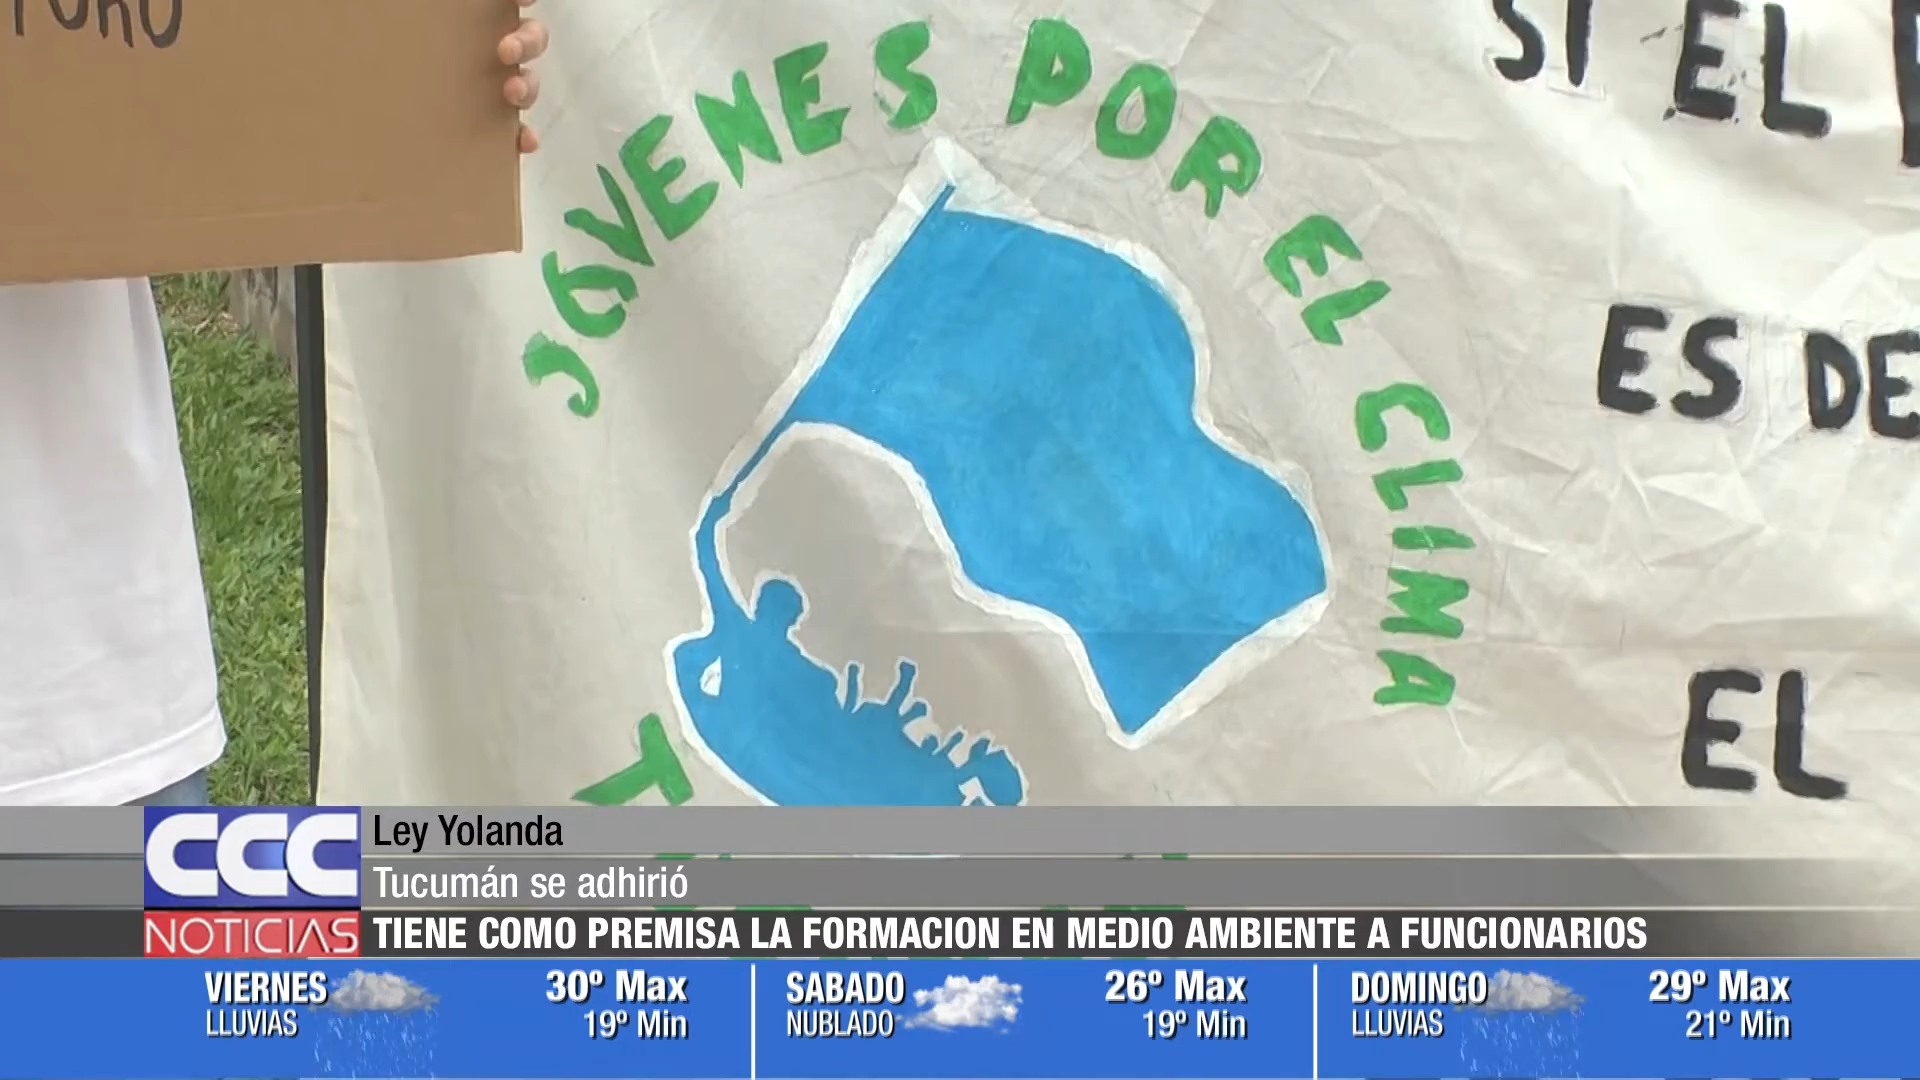 JOVENES POR EL CLIMA
SI EL
ES DE
EL
CCC
NOTICIAS
Ley Yolanda
Tucumán se adhirió
TIENE COMO PREMISA LA FORMACION EN MEDIO AMBIENTE A FUNCIONARIOS
VIERNES
LLUVIAS
30º Max
19º Min
SABADO
NUBLADO
26º Max
19º Min
DOMINGO
LLUVIAS
29º Max
21º Min